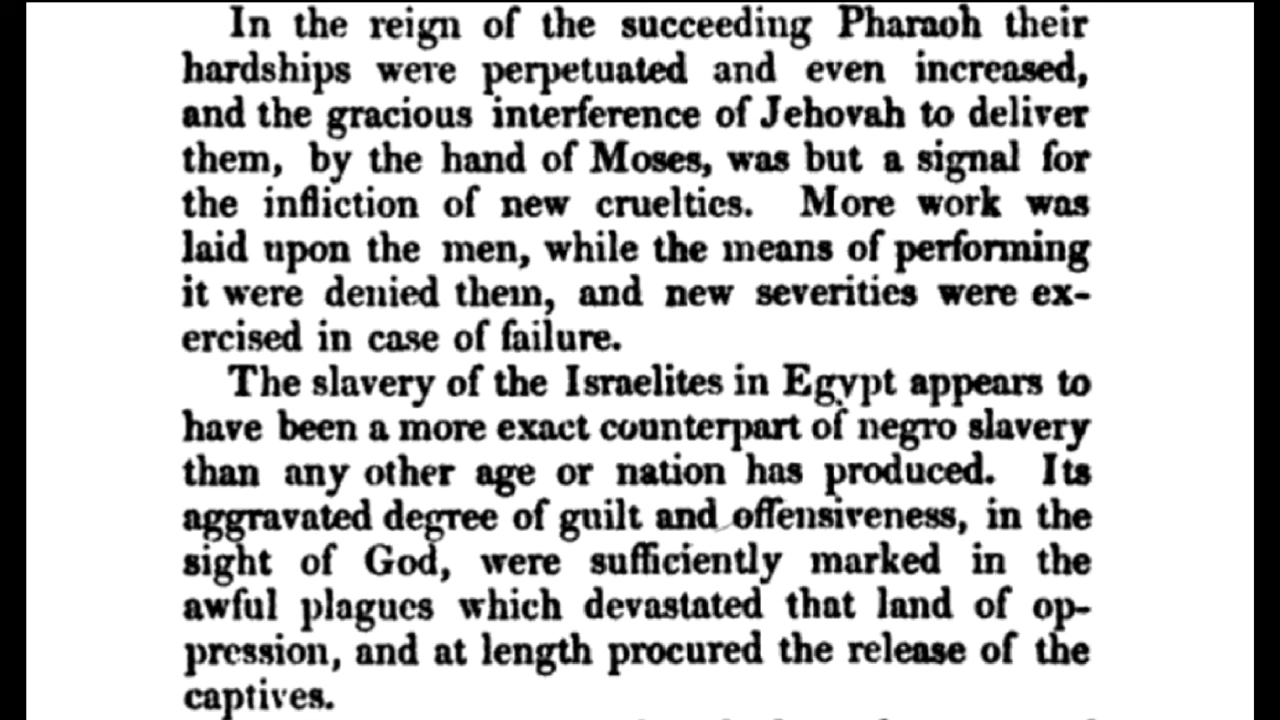 In the reign of the succeeding Pharaoh their
hardships were perpetuated and even increased,
and the gracious interference of Jehovah to deliver
them, by the hand of Moses, was but a signal for
the infliction of new cruelties. More work was
laid upon the men, while the means of performing
it were denied them, and new severities were ex-
ercised in case of failure.
The slavery of the Israelites in Egypt appears to
have been a more exact counterpart of negro slavery
than any other age or nation has produced. Its
aggravated degree of guilt and offensiveness, in the
sight of God, were sufficiently marked in the
awful plagues which devastated that land of op-
pression, and at length procured the release of the
captives.